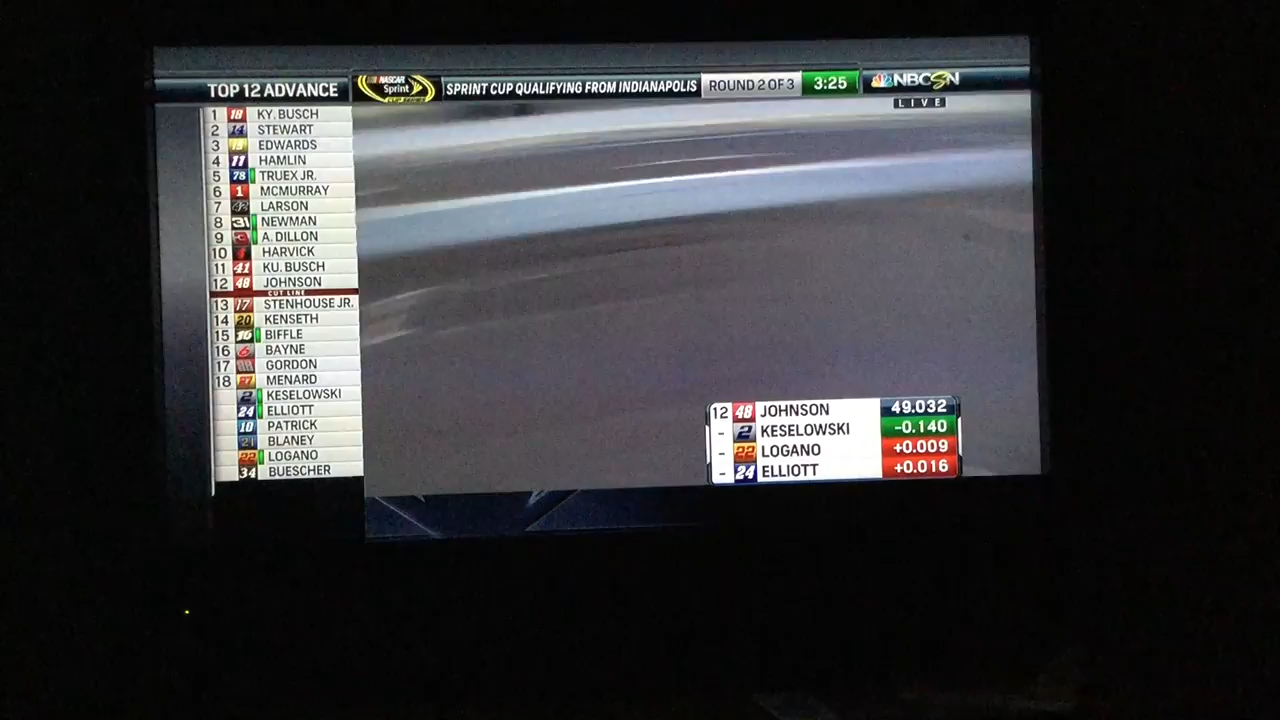 TOP 12 ADVANCE
NASCAR
Sprint
CUP SERIES
SPRINT CUP QUALIFYING FROM INDIANAPOLIS
ROUND 2 OF 3
3:25
NBCSN
LIVE
1 18 KY. BUSCH
2 14 STEWART
3 19 EDWARDS
4 11 HAMLIN
5 78 TRUEX JR.
6 1 MCMURRAY
7 42 LARSON
8 31 NEWMAN
9 3 A. DILLON
10 4 HARVICK
11 41 KU. BUSCH
12 48 JOHNSON
CUT LINE
13 17 STENHOUSE JR.
14 20 KENSETH
15 16 BIFFLE
16 6 BAYNE
17 88 GORDON
18 27 MENARD
2 KESELOWSKI
24 ELLIOTT
10 PATRICK
21 BLANEY
22 LOGANO
34 BUESCHER
12 48 JOHNSON 49.032
- 2 KESELOWSKI -0.140
- 22 LOGANO +0.009
- 24 ELLIOTT +0.016